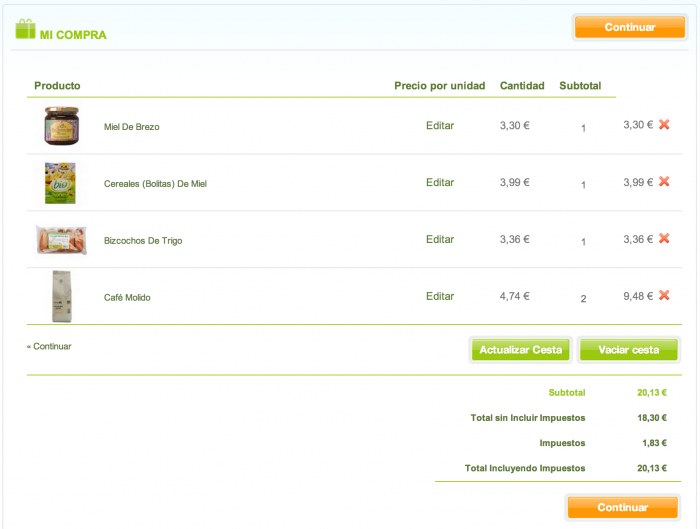 MI COMPRA
Continuar
Producto Precio por unidad Cantidad Subtotal
Miel De Brezo Editar 3,30 € 1 3,30 €
Cereales (Bolitas) De Miel Editar 3,99 € 1 3,99 €
Bizcochos De Trigo Editar 3,36 € 1 3,36 €
Café Molido Editar 4,74 € 2 9,48 €
« Continuar Actualizar Cesta Vaciar cesta
Subtotal 20,13 €
Total sin Incluir Impuestos 18,30 €
Impuestos 1,83 €
Total Incluyendo Impuestos 20,13 €
Continuar